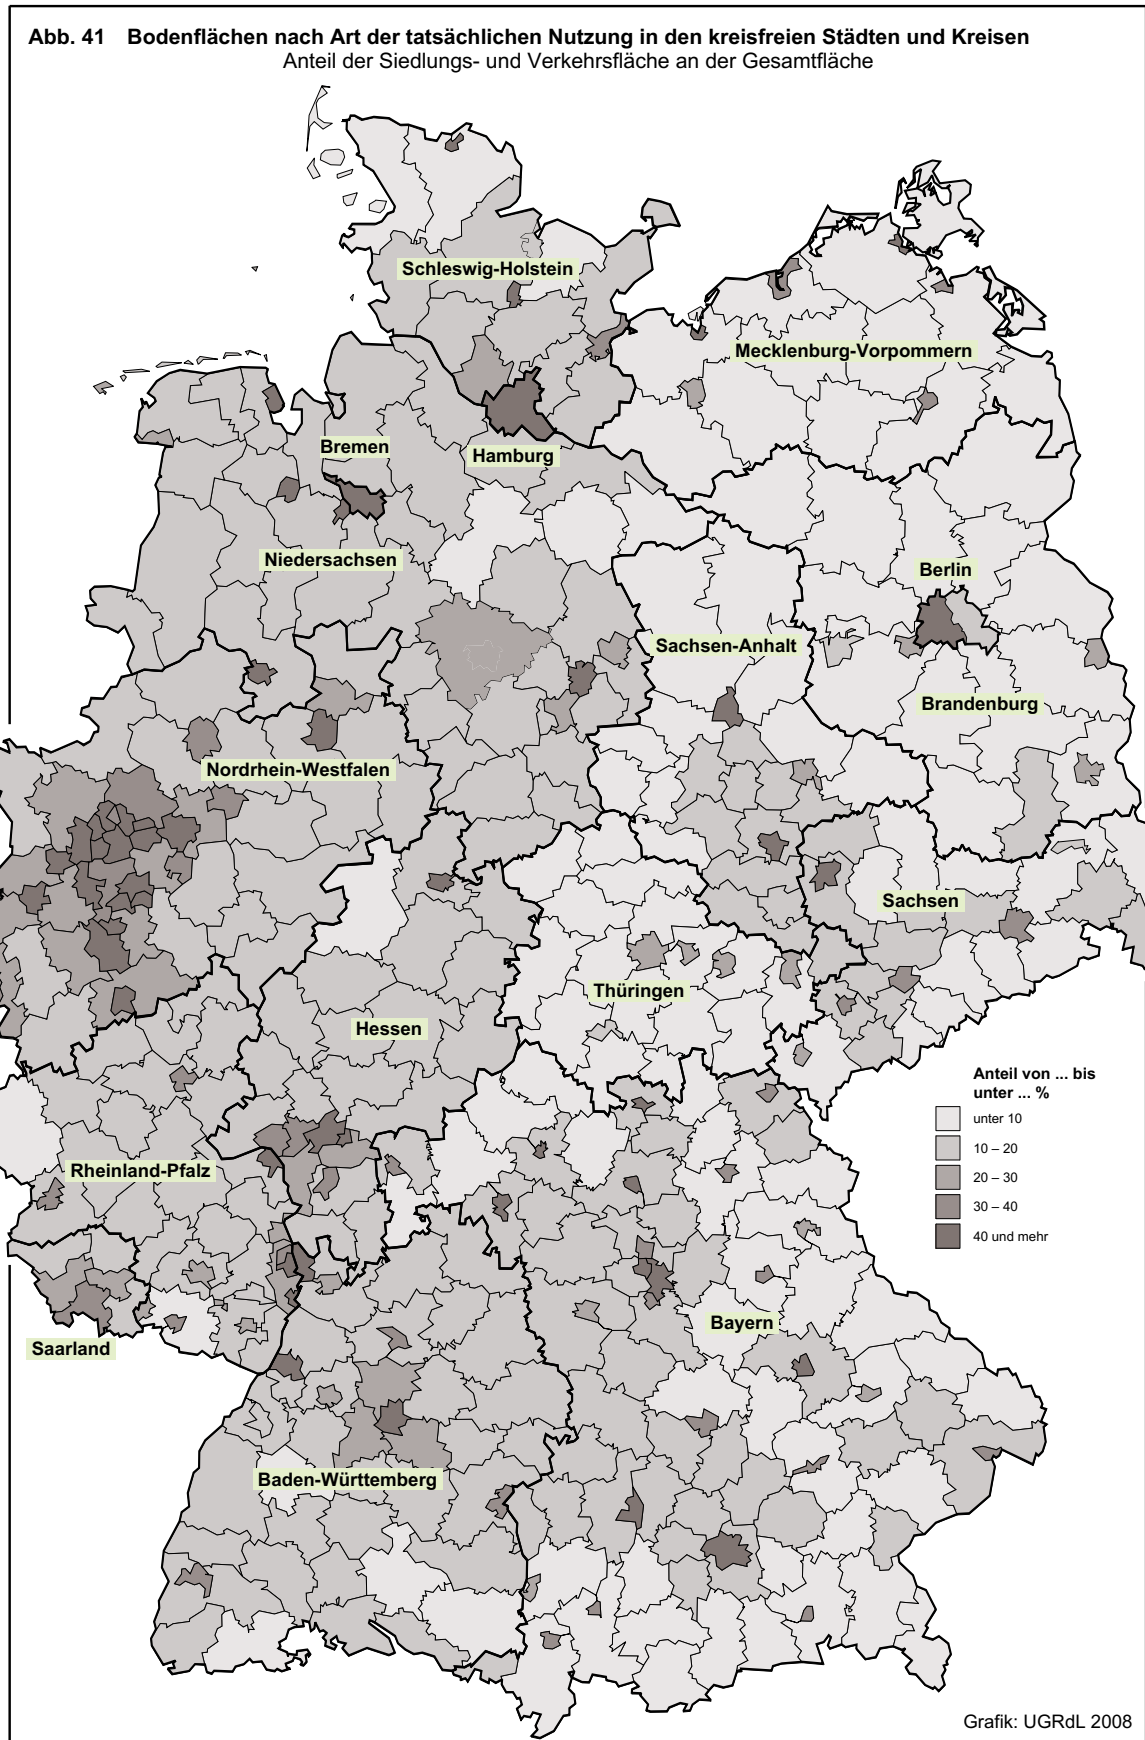 Abb. 41 Bodenflächen nach Art der tatsächlichen Nutzung in den kreisfreien Städten und Kreisen
Anteil der Siedlungs- und Verkehrsfläche an der Gesamtfläche
Schleswig-Holstein
Mecklenburg-Vorpommern
Bremen
Hamburg
Niedersachsen
Berlin
Sachsen-Anhalt
Brandenburg
Nordrhein-Westfalen
Sachsen
Thüringen
Hessen
Anteil von ... bis
unter ... %
unter 10
10 – 20
20 – 30
30 – 40
40 und mehr
Rheinland-Pfalz
Bayern
Saarland
Baden-Württemberg
Grafik: UGRdL 2008